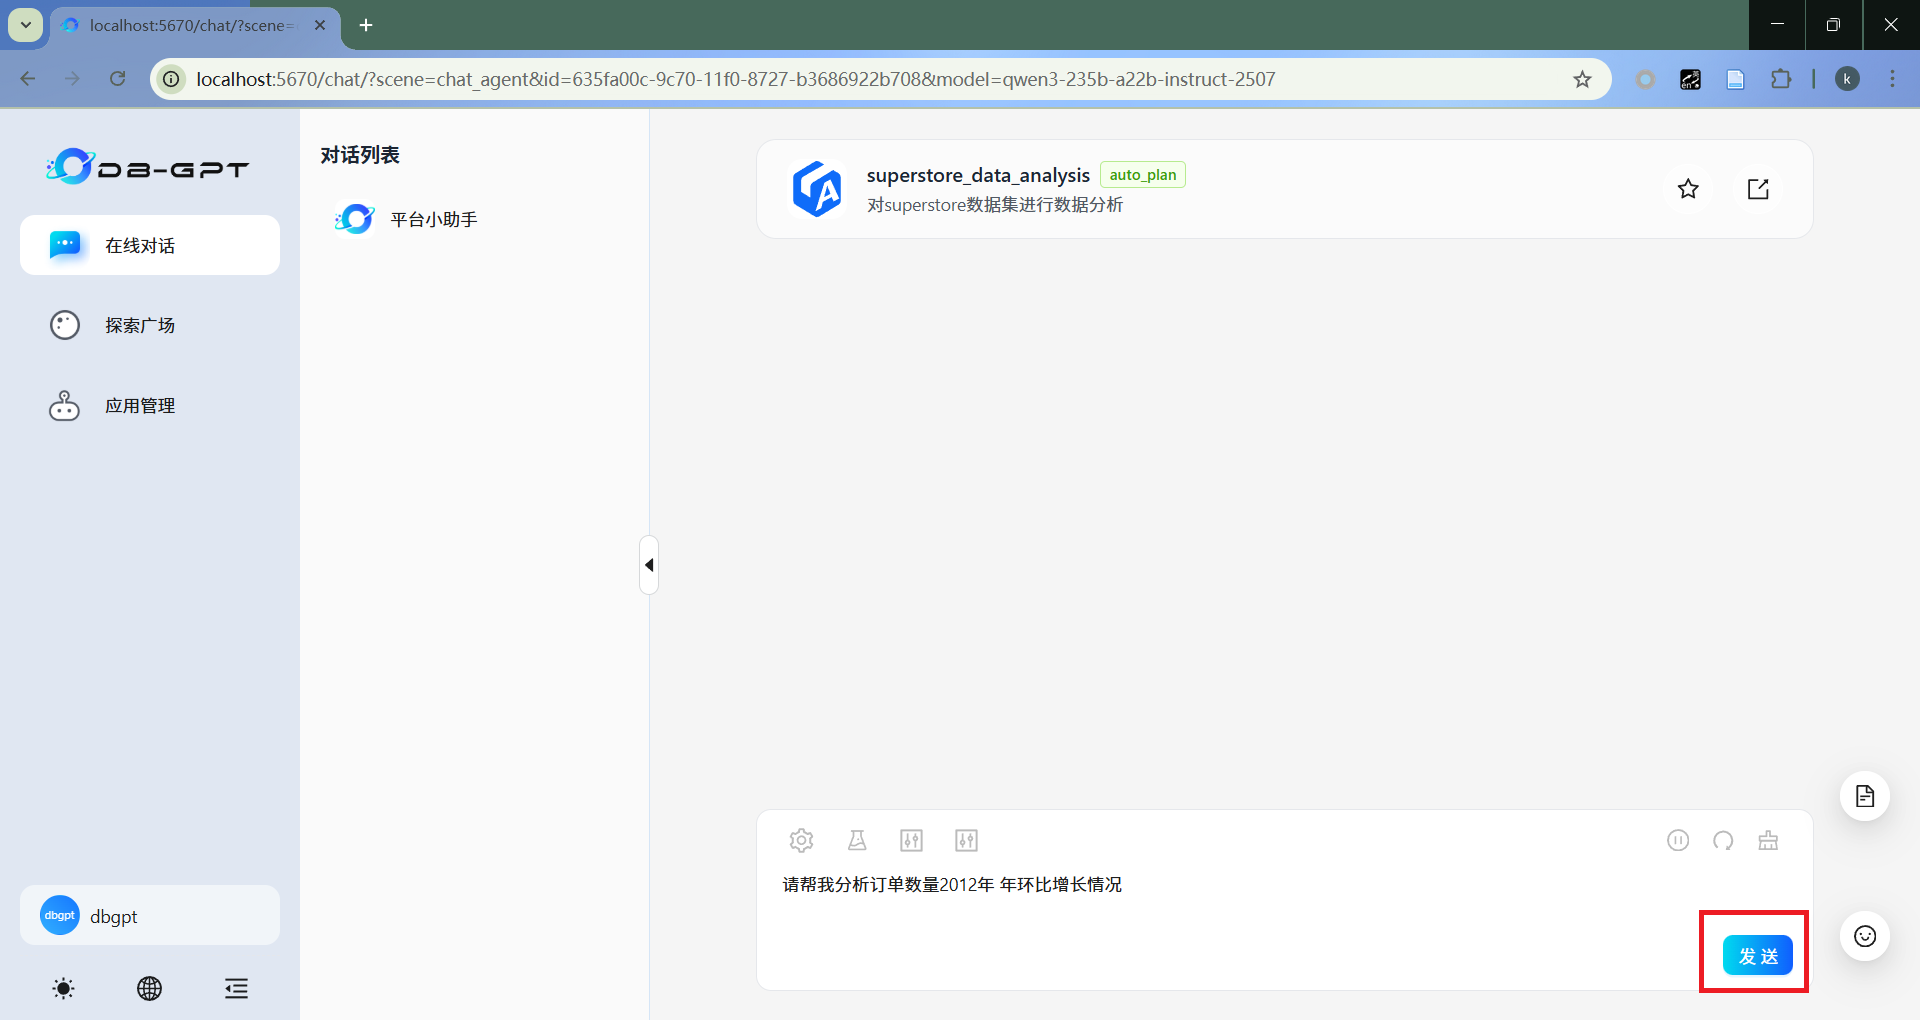 localhost:5670/chat/?scene=
localhost:5670/chat/?scene=chat_agent&id=635fa00c-9c70-11f0-8727-b3686922b708&model=qwen3-235b-a22b-instruct-2507
en
英
k
DB-GPT
在线对话
探索广场
应用管理
dbgpt
dbgpt
对话列表
平台小助手
superstore_data_analysis
auto_plan
对superstore数据集进行数据分析
请帮我分析订单数量2012年 年环比增长情况
发 送